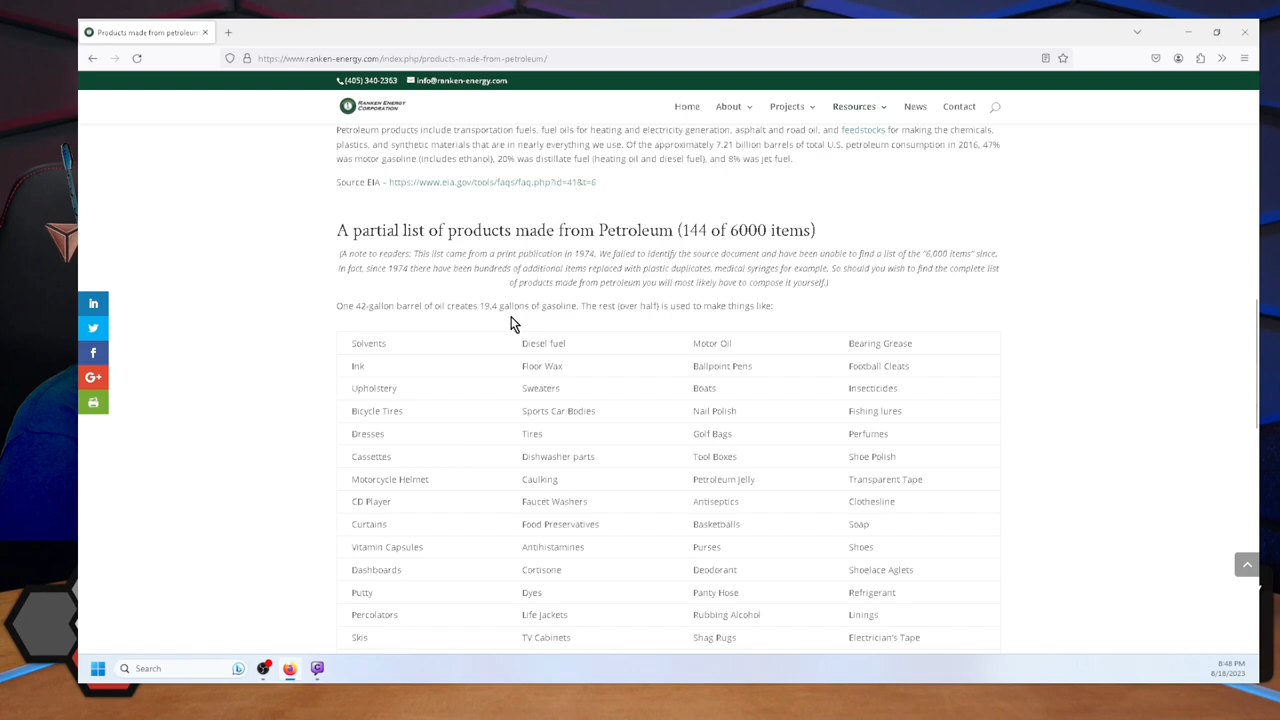 Products made from petroleum
https://www.ranken-energy.com/index.php/products-made-from-petroleum/
(405) 340-2363 info@ranken-energy.com
RANKEN ENERGY CORPORATION
Home About Projects Resources News Contact
Petroleum products include transportation fuels, fuel oils for heating and electricity generation, asphalt and road oil, and feedstocks for making the chemicals,
plastics, and synthetic materials that are in nearly everything we use. Of the approximately 7.21 billion barrels of total U.S. petroleum consumption in 2016, 47%
was motor gasoline (includes ethanol), 20% was distillate fuel (heating oil and diesel fuel), and 8% was jet fuel.
Source EIA – https://www.eia.gov/tools/faqs/faq.php?id=41&t=6
A partial list of products made from Petroleum (144 of 6000 items)
(A note to readers; This list came from a print publication in 1974. We failed to identify the source document and have been unable to find a list of the “6,000 items” since.
In fact, since 1974 there have been hundreds of additional items replaced with plastic duplicates, medical syringes for example, So should you wish to find the complete list
of products made from petroleum you will most likely have to compose it yourself.)
One 42-gallon barrel of oil creates 19.4 gallons of gasoline. The rest (over half) is used to make things like:
Solvents Diesel fuel Motor Oil Bearing Grease
Ink Floor Wax Ballpoint Pens Football Cleats
Upholstery Sweaters Boats Insecticides
Bicycle Tires Sports Car Bodies Nail Polish Fishing lures
Dresses Tires Golf Bags Perfumes
Cassettes Dishwasher parts Tool Boxes Shoe Polish
Motorcycle Helmet Caulking Petroleum Jelly Transparent Tape
CD Player Faucet Washers Antiseptics Clothesline
Curtains Food Preservatives Basketballs Soap
Vitamin Capsules Antihistamines Purses Shoes
Dashboards Cortisone Deodorant Shoelace Aglets
Putty Dyes Panty Hose Refrigerant
Percolators Life Jackets Rubbing Alcohol Linings
Skis TV Cabinets Shag Rugs Electrician's Tape
Search
8:48 PM
8/18/2023